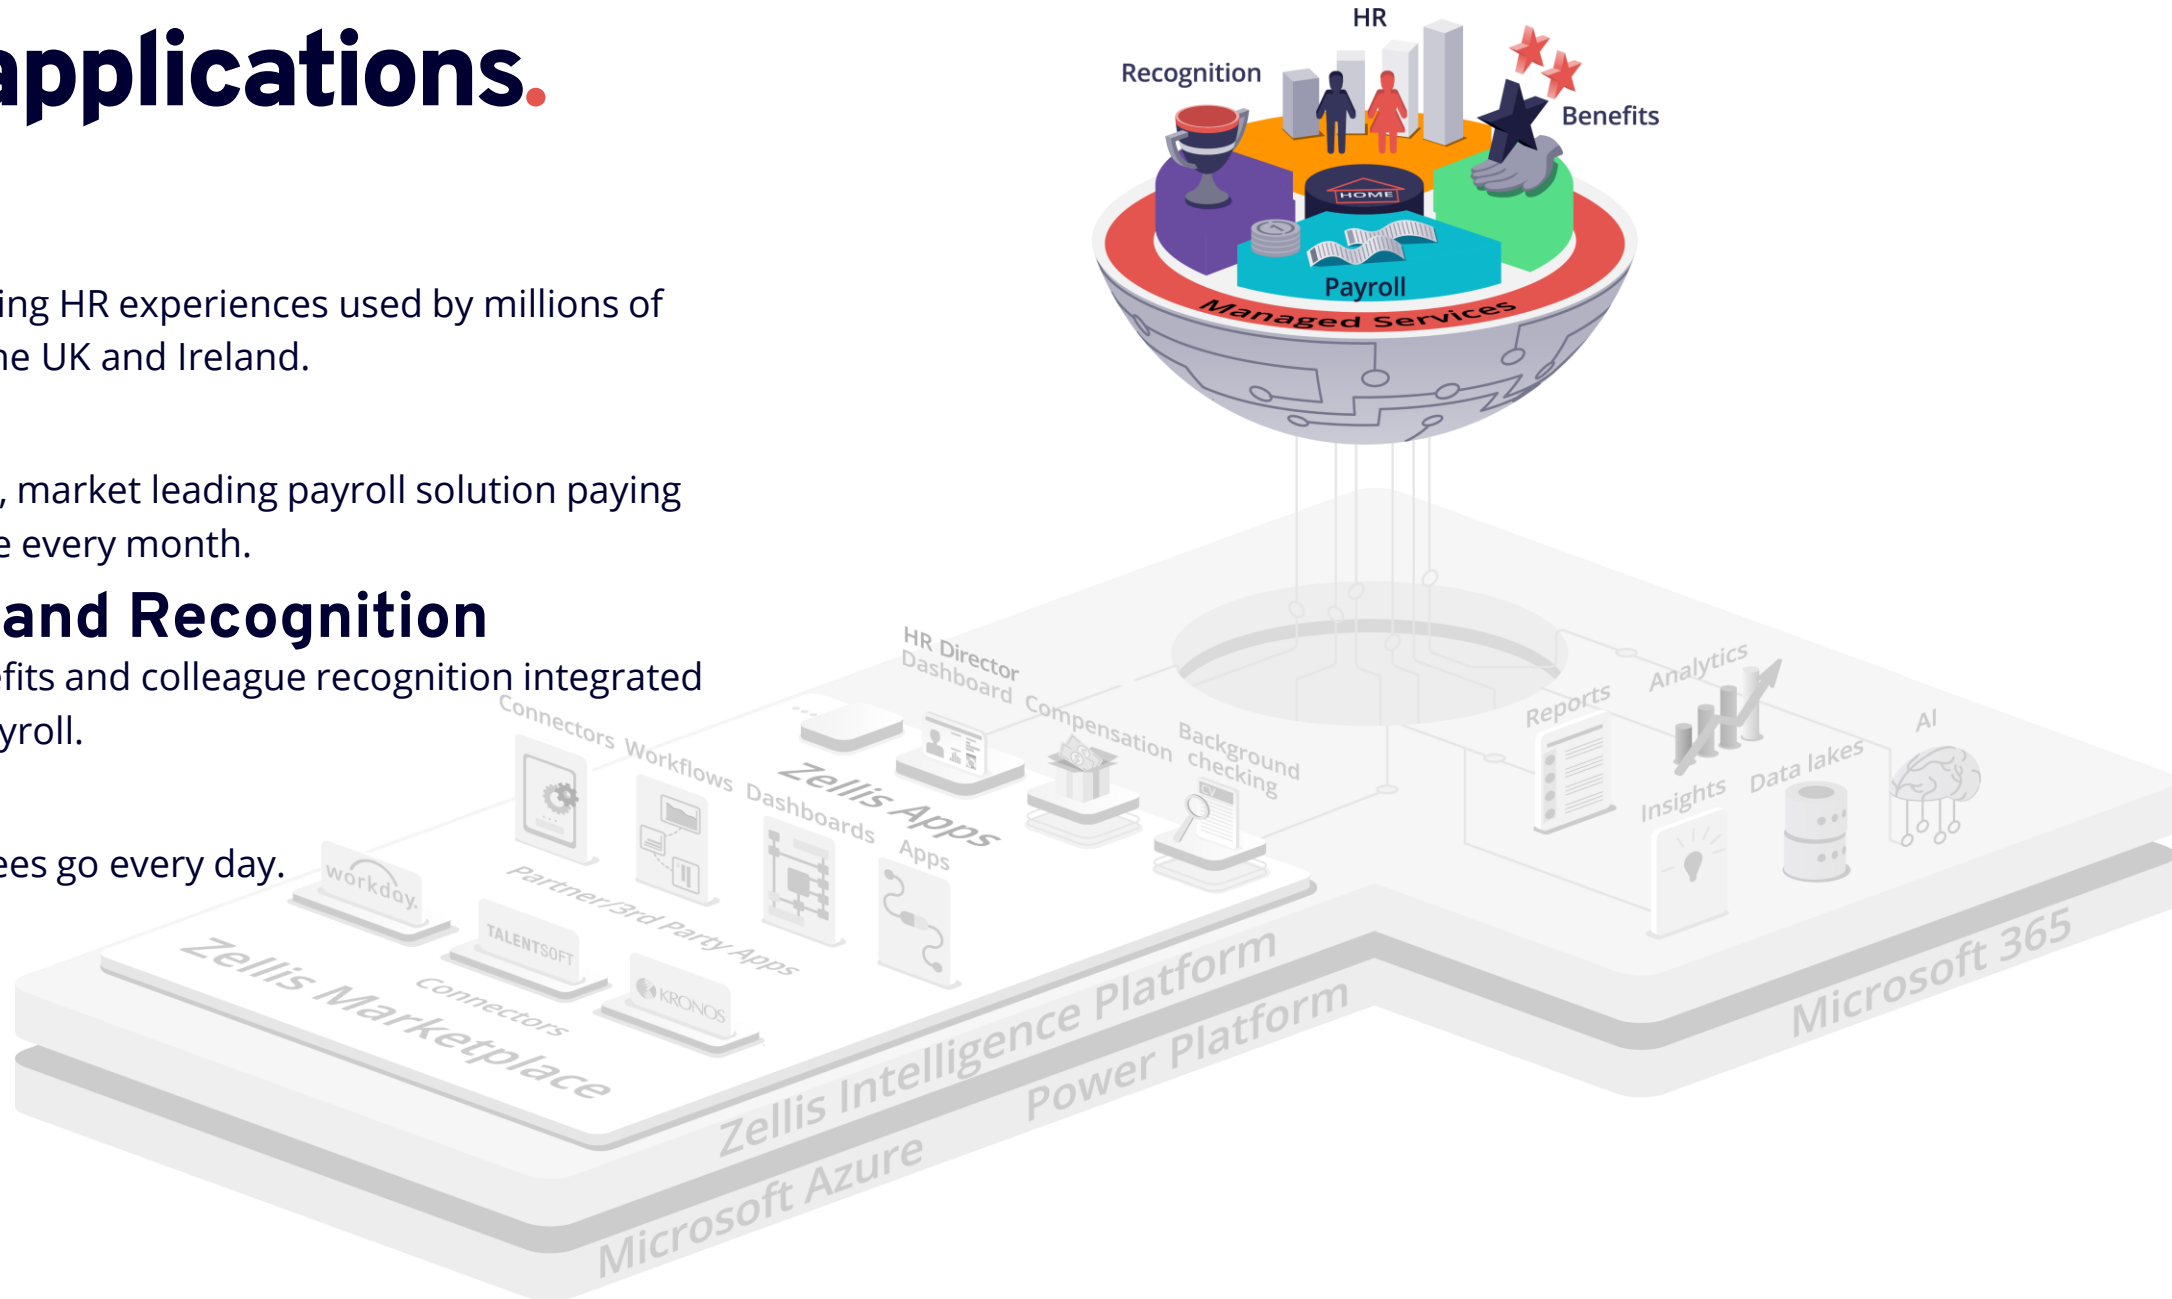 applications.
ing HR experiences used by millions of
he UK and Ireland.
, market leading payroll solution paying
e every month.
and Recognition
efits and colleague recognition integrated
yroll.
ees go every day.
HR
Recognition
Benefits
HOME
Payroll
Managed Services
HR Director
Dashboard
Compensation
Background
checking
Connectors
Workflows
Dashboards
Apps
Zellis Apps
CV
Partner/3rd Party Apps
workday.
TALENTSOFT
KRONOS
Connectors
Zellis Marketplace
Reports
Analytics
Insights
Data lakes
AI
Zellis Intelligence Platform
Power Platform
Microsoft Azure
Microsoft 365